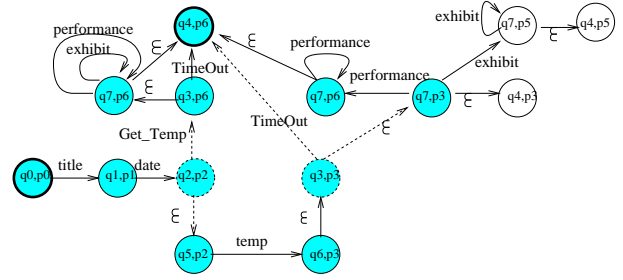 performance
exhibit
ε
q4,p6
TimeOut
ε
performance
exhibit
q7,p5
ε
q4,p5
q7,p6
ε
q3,p6
q7,p6
performance
q7,p3
exhibit
ε
q4,p3
Get_Temp
TimeOut
ε
title
date
q0,p0
q1,p1
q2,p2
q3,p3
ε
ε
q5,p2
temp
q6,p3